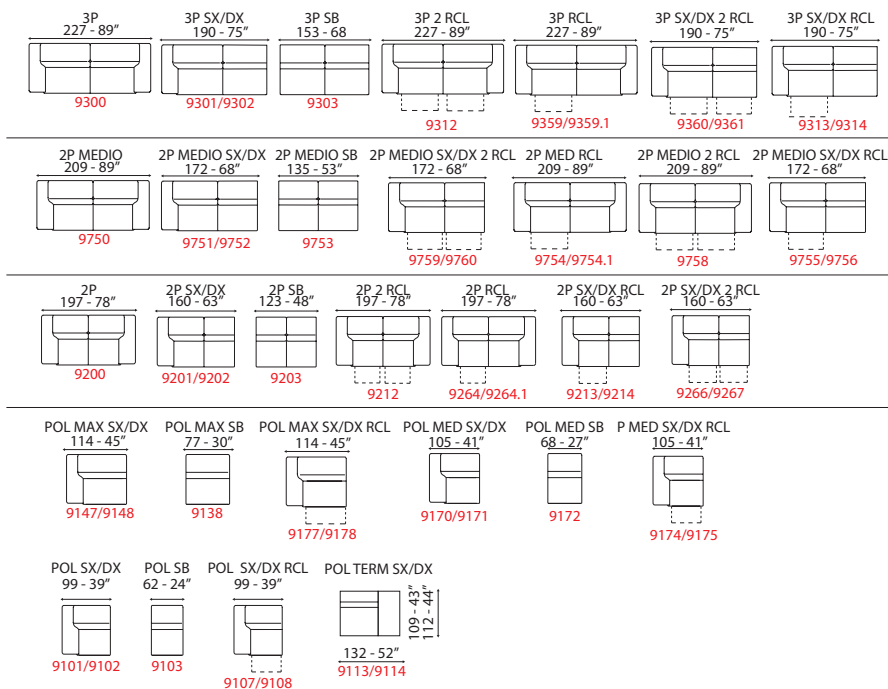 3P
227 - 89"
9300
3P SX/DX
190 - 75"
9301/9302
3P SB
153 - 68
9303
3P 2 RCL
227 - 89"
9312
3P RCL
227 - 89"
9359/9359.1
3P SX/DX 2 RCL
190 - 75"
9360/9361
3P SX/DX RCL
190 - 75"
9313/9314
2P MEDIO
209 - 89"
9750
2P MEDIO SX/DX
172 - 68"
9751/9752
2P MEDIO SB
135 - 53"
9753
2P MEDIO SX/DX 2 RCL
172 - 68"
9759/9760
2P MED RCL
209 - 89"
9754/9754.1
2P MEDIO 2 RCL
209 - 89"
9758
2P MEDIO SX/DX RCL
172 - 68"
9755/9756
2P
197 - 78"
9200
2P SX/DX
160 - 63"
9201/9202
2P SB
123 - 48"
9203
2P 2 RCL
197 - 78"
9212
2P RCL
197 - 78"
9264/9264.1
2P SX/DX RCL
160 - 63"
9213/9214
2P SX/DX 2 RCL
160 - 63"
9266/9267
POL MAX SX/DX
114 - 45"
9147/9148
POL MAX SB
77 - 30"
9138
POL MAX SX/DX RCL
114 - 45"
9177/9178
POL MED SX/DX
105 - 41"
9170/9171
POL MED SB
68 - 27"
9172
P MED SX/DX RCL
105 - 41"
9174/9175
POL SX/DX
99 - 39"
9101/9102
POL SB
62 - 24"
9103
POL SX/DX RCL
99 - 39"
9107/9108
POL TERM SX/DX
109 - 43"
112 - 44"
132 - 52"
9113/9114